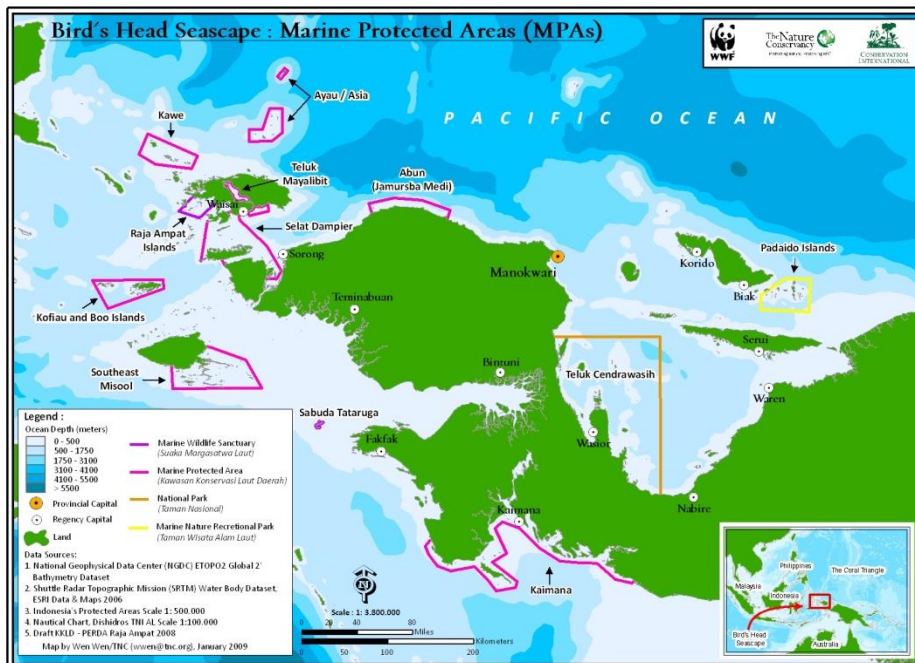 Bird's Head Seascape : Marine Protected Areas (MPAs)
WWF
The Nature
Conservancy
CONSERVATION
INTERNATIONAL
Ayau / Asia
PACIFIC OCEAN
Kawe
Teluk
Mayalibit
Abun
(Jamursba Medi)
Waisai
Raja Ampat
Islands
Selat Dampier
Sorong
Manokwari
Korido
Padaido Islands
Biak
Kofiau and Boo Islands
Teminabuan
Serui
Southeast
Misool
Bintuni
Teluk Cendrawasih
Waren
Sabuda Tataruga
Fakfak
Wasior
Nabire
Kaimana
Kaimana
Legend :
Ocean Depth (meters)
0 - 500
500 - 1750
1750 - 3100
3100 - 4100
4100 - 5500
> 5500
Provincial Capital
Regency Capital
Land
Marine Wildlife Sanctuary
(Suaka Margasatwa Laut)
Marine Protected Area
(Kawasan Konservasi Laut Daerah)
National Park
(Taman Nasional)
Marine Nature Recreational Park
(Taman Wisata Alam Laut)
Data Sources:
1. National Geophysical Data Center (NGDC) ETOPO2 Global 2'
Bathymetry Dataset
2. Shuttle Radar Topographic Mission (SRTM) Water Body Dataset,
ESRI Data & Maps 2006
3. Indonesia's Protected Areas Scale 1: 500.000
4. Nautical Chart, Dishidros TNI AL Scale 1:100.000
5. Draft KKLD - PERDA Raja Ampat 2008
Map by Wen Wen/TNC (wwen@tnc.org), January 2009
N
Scale : 1: 3.800.000
0 20 40 80
Miles
0 50 100 200
Kilometers
Philippines
The Coral Triangle
Malaysia
Indonesia
Bird's Head
Seascape
Australia